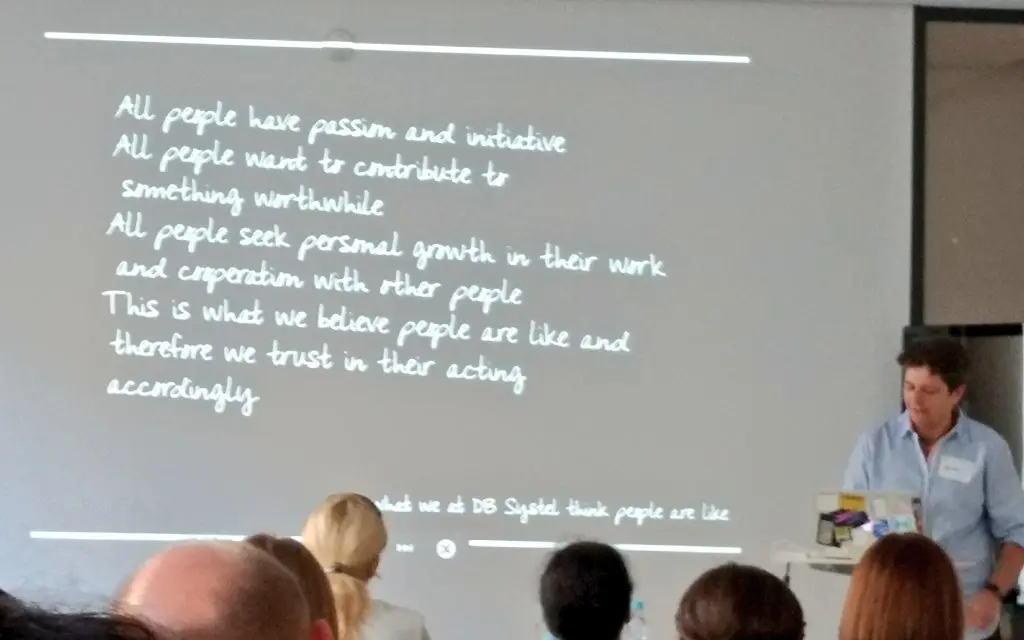 All people have passion and initiative
All people want to contribute to
something worthwhile
All people seek personal growth in their work
and cooperation with other people
This is what we believe people are like and
therefore we trust in their acting
accordingly
what we at DB Systel think people are like